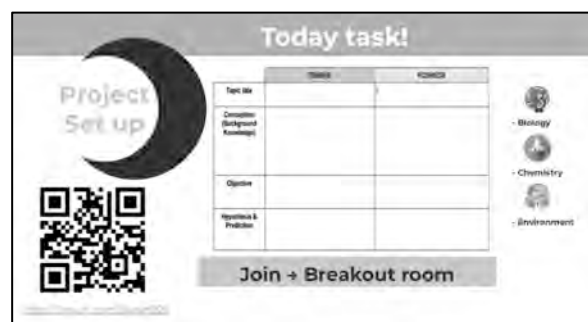 Today task!
Project
Set up
Topic title
Conception
(Background
Knowledge)
Objective
Hypothesis &
Prediction
- Biology
- Chemistry
- Environment
Join → Breakout room